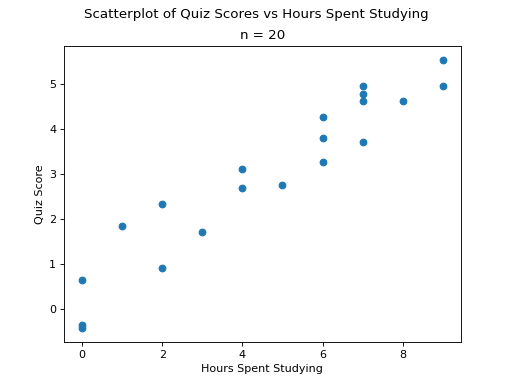 Scatterplot of Quiz Scores vs Hours Spent Studying
n = 20
5
4
3
2
1
0
Quiz Score
0 2 4 6 8
Hours Spent Studying